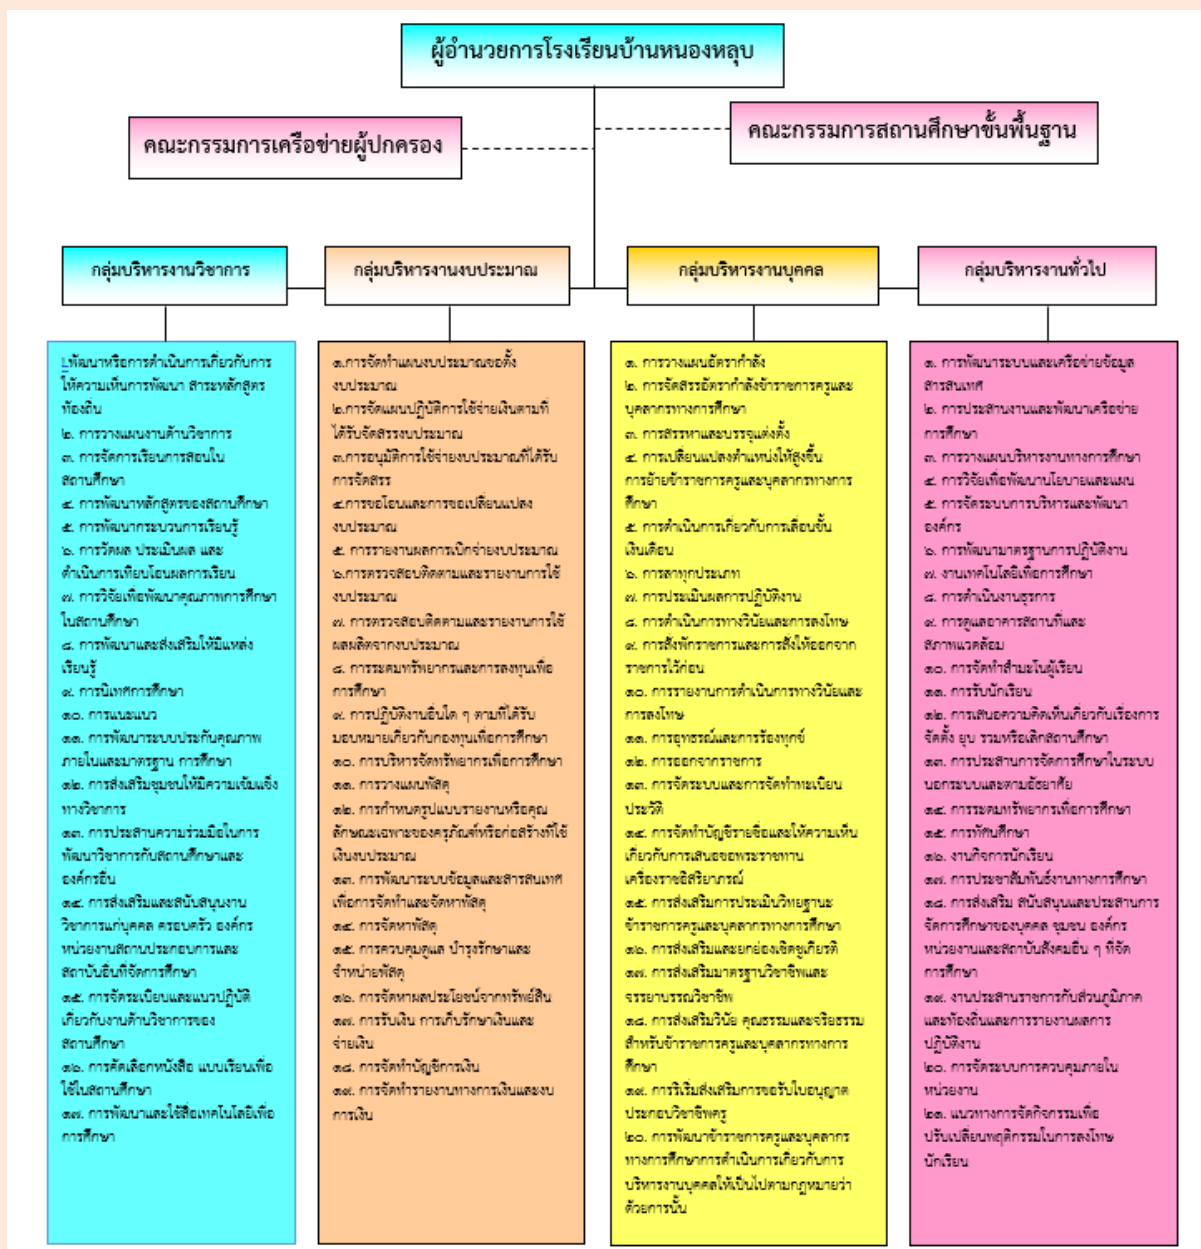 ผู้อำนวยการโรงเรียนบ้านหนองหลุบ
คณะกรรมการเครือข่ายผู้ปกครอง
คณะกรรมการสถานศึกษาขั้นพื้นฐาน
กลุ่มบริหารงานวิชาการ
กลุ่มบริหารงานงบประมาณ
กลุ่มบริหารงานบุคคล
กลุ่มบริหารงานทั่วไป
พัฒนาหรือการดำเนินการเกี่ยวกับการ
ให้ความเห็นการพัฒนา สาระหลักสูตร
ท้องถิ่น
๒. การวางแผนงานด้านวิชาการ
๓. การจัดการเรียนการสอนใน
สถานศึกษา
๔. การพัฒนาหลักสูตรของสถานศึกษา
๕. การพัฒนากระบวนการเรียนรู้
๖. การวัดผล ประเมินผล และ
ดำเนินการเทียบโอนผลการเรียน
๗. การวิจัยเพื่อพัฒนาคุณภาพการศึกษา
ในสถานศึกษา
๘. การพัฒนาและส่งเสริมให้มีแหล่ง
เรียนรู้
๙. การนิเทศการศึกษา
๑๐. การแนะแนว
๑๑. การพัฒนาระบบประกันคุณภาพ
ภายในและมาตรฐาน การศึกษา
๑๒. การส่งเสริมชุมชนให้มีความเข้มแข็ง
ทางวิชาการ
๑๓. การประสานความร่วมมือในการ
พัฒนาวิชาการกับสถานศึกษาและ
องค์กรอื่น
๑๔. การส่งเสริมและสนับสนุนงาน
วิชาการแก่บุคคล ครอบครัว องค์กร
หน่วยงานสถานประกอบการและ
สถาบันอื่นที่จัดการศึกษา
๑๕. การจัดระเบียบและแนวปฏิบัติ
เกี่ยวกับงานด้านวิชาการของ
สถานศึกษา
๑๖. การคัดเลือกหนังสือ แบบเรียนเพื่อ
ใช้ในสถานศึกษา
๑๗. การพัฒนาและใช้สื่อเทคโนโลยีเพื่อ
การศึกษา
๑.การจัดทำแผนงบประมาณขอตั้ง
งบประมาณ
๒.การจัดแผนปฏิบัติการใช้จ่ายเงินตามที่
ได้รับจัดสรรงบประมาณ
๓.การอนุมัติการใช้จ่ายงบประมาณที่ได้รับ
การจัดสรร
๔.การขอโอนและการขอเปลี่ยนแปลง
งบประมาณ
๕. การรายงานผลการเบิกจ่ายงบประมาณ
๖.การตรวจสอบติดตามและรายงานการใช้
งบประมาณ
๗. การตรวจสอบติดตามและรายงานการใช้
ผลผลิตจากงบประมาณ
๘. การระดมทรัพยากรและการลงทุนเพื่อ
การศึกษา
๙. การปฏิบัติงานอื่นใด ๆ ตามที่ได้รับ
มอบหมายเกี่ยวกับกองทุนเพื่อการศึกษา
๑๐. การบริหารจัดทรัพยากรเพื่อการศึกษา
๑๑. การวางแผนพัสดุ
๑๒. การกำหนดรูปแบบรายงานหรือคุณ
ลักษณะเฉพาะของครุภัณฑ์หรือก่อสร้างที่ใช้
เงินงบประมาณ
๑๓. การพัฒนาระบบข้อมูลและสารสนเทศ
เพื่อการจัดทำและจัดหาพัสดุ
๑๔. การจัดหาพัสดุ
๑๕. การควบคุมดูแล บำรุงรักษาและ
จำหน่ายพัสดุ
๑๖. การจัดหาผลประโยชน์จากทรัพย์สิน
๑๗. การรับเงิน การเก็บรักษาเงินและ
จ่ายเงิน
๑๘. การจัดทำบัญชีการเงิน
๑๙. การจัดทำรายงานทางการเงินและงบ
การเงิน
๑. การวางแผนอัตรากำลัง
๒. การจัดสรรอัตรากำลังข้าราชการครูและ
บุคลากรทางการศึกษา
๓. การสรรหาและบรรจุแต่งตั้ง
๔. การเปลี่ยนแปลงตำแหน่งให้สูงขึ้น
การย้ายข้าราชการครูและบุคลากรทางการ
ศึกษา
๕. การดำเนินการเกี่ยวกับการเลื่อนขั้น
เงินเดือน
๖. การลาทุกประเภท
๗. การประเมินผลการปฏิบัติงาน
๘. การดำเนินการทางวินัยและการลงโทษ
๙. การสั่งพักราชการและการสั่งให้ออกจาก
ราชการไว้ก่อน
๑๐. การรายงานการดำเนินการทางวินัยและ
การลงโทษ
๑๑. การอุทธรณ์และการร้องทุกข์
๑๒. การออกจากราชการ
๑๓. การจัดระบบและการจัดทำทะเบียน
ประวัติ
๑๔. การจัดทำบัญชีรายชื่อและให้ความเห็น
เกี่ยวกับการเสนอขอพระราชทาน
เครื่องราชอิสริยาภรณ์
๑๕. การส่งเสริมการประเมินวิทยฐานะ
ข้าราชการครูและบุคลากรทางการศึกษา
๑๖. การส่งเสริมและยกย่องเชิดชูเกียรติ
๑๗. การส่งเสริมมาตรฐานวิชาชีพและ
จรรยาบรรณวิชาชีพ
๑๘. การส่งเสริมวินัย คุณธรรมและจริยธรรม
สำหรับข้าราชการครูและบุคลากรทางการ
ศึกษา
๑๙. การริเริ่มส่งเสริมการขอรับใบอนุญาต
ประกอบวิชาชีพครู
๒๐. การพัฒนาข้าราชการครูและบุคลากร
ทางการศึกษาการดำเนินการเกี่ยวกับการ
บริหารงานบุคคลให้เป็นไปตามกฎหมายว่า
ด้วยการนั้น
๑. การพัฒนาระบบและเครือข่ายข้อมูล
สารสนเทศ
๒. การประสานงานและพัฒนาเครือข่าย
การศึกษา
๓. การวางแผนบริหารงานทางการศึกษา
๔. การวิจัยเพื่อพัฒนานโยบายและแผน
๕. การจัดระบบการบริหารและพัฒนา
องค์กร
๖. การพัฒนามาตรฐานการปฏิบัติงาน
๗. งานเทคโนโลยีเพื่อการศึกษา
๘. การดำเนินงานธุรการ
๙. การดูแลอาคารสถานที่และ
สภาพแวดล้อม
๑๐. การจัดทำสำมะโนผู้เรียน
๑๑. การรับนักเรียน
๑๒. การเสนอความคิดเห็นเกี่ยวกับเรื่องการ
จัดตั้ง ยุบ รวมหรือเลิกสถานศึกษา
๑๓. การประสานการจัดการศึกษาในระบบ
นอกระบบและตามอัธยาศัย
๑๔. การระดมทรัพยากรเพื่อการศึกษา
๑๕. การทัศนศึกษา
๑๖. งานกิจการนักเรียน
๑๗. การประชาสัมพันธ์งานทางการศึกษา
๑๘. การส่งเสริม สนับสนุนและประสานการ
จัดการศึกษาของบุคคล ชุมชน องค์กร
หน่วยงานและสถาบันสังคมอื่น ๆ ที่จัด
การศึกษา
๑๙. งานประสานราชการกับส่วนภูมิภาค
และท้องถิ่นและการรายงานผลการ
ปฏิบัติงาน
๒๐. การจัดระบบการควบคุมภายใน
หน่วยงาน
๒๑. แนวทางการจัดกิจกรรมเพื่อ
ปรับเปลี่ยนพฤติกรรมในการลงโทษ
นักเรียน